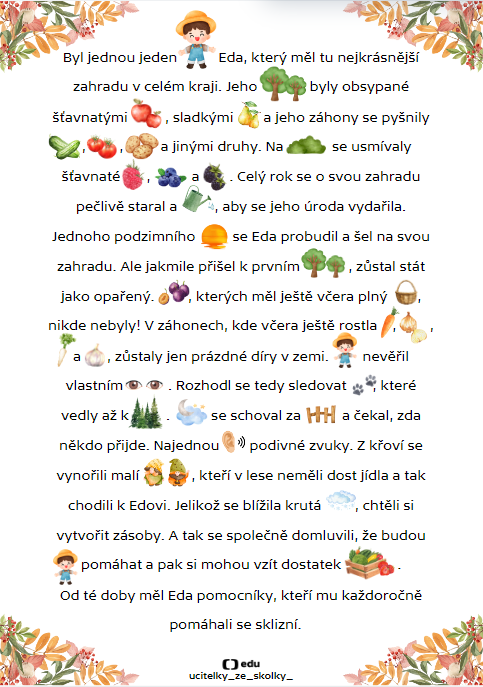 Byl jednou jeden Eda, který měl tu nejkrásnější
zahradu v celém kraji. Jeho byly obsypané
šťavnatými , sladkými a jeho záhony se pyšnily
, , a jinými druhy. Na se usmívaly
šťavnaté , a . Celý rok se o svou zahradu
pečlivě staral a , aby se jeho úroda vydařila.
Jednoho podzimního se Eda probudil a šel na svou
zahradu. Ale jakmile přišel k prvním , zůstal stát
jako opařený. , kterých měl ještě včera plný ,
nikde nebyly! V záhonech, kde včera ještě rostla , ,
a , zůstaly jen prázdné díry v zemi. nevěřil
vlastním . Rozhodl se tedy sledovat , které
vedly až k . se schoval za a čekal, zda
někdo přijde. Najednou podivné zvuky. Z křoví se
vynořili malí , kteří v lese neměli dost jídla a tak
chodili k Edovi. Jelikož se blížila krutá , chtěli si
vytvořit zásoby. A tak se společně domluvili, že budou
pomáhat a pak si mohou vzít dostatek .
Od té doby měl Eda pomocníky, kteří mu každoročně
pomáhali se sklizní.
edu
ucitelky_ze_skolky_